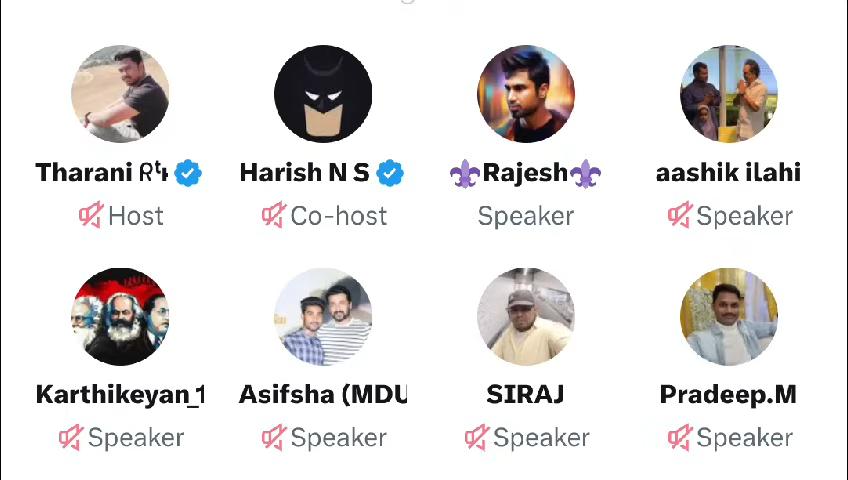 Tharani
Harish N S
⚜Rajesh⚜
aashik ilahi
Host
Co-host
Speaker
Speaker
Karthikeyan_1
Asifsha (MDU
SIRAJ
Pradeep.M
Speaker
Speaker
Speaker
Speaker